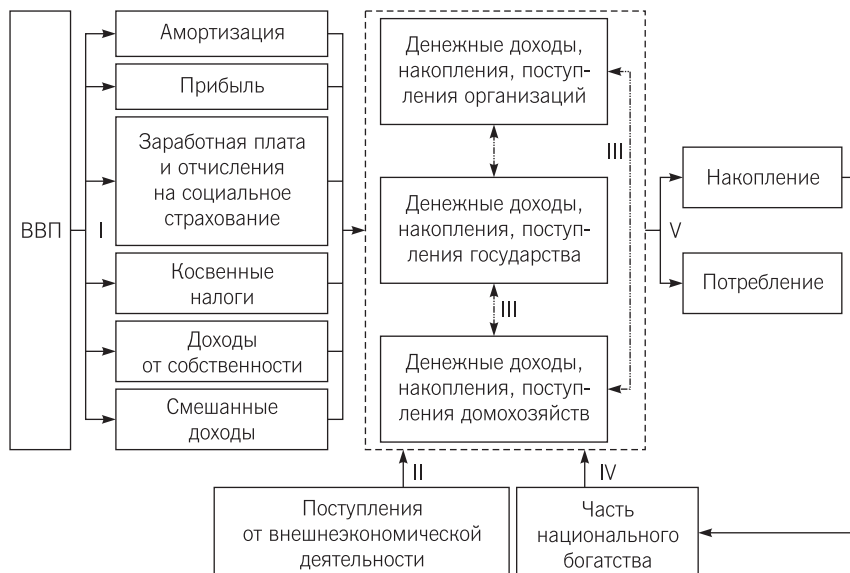 ВВП
I
Амортизация
Прибыль
Заработная плата
и отчисления
на социальное
страхование
Косвенные
налоги
Доходы
от собственности
Смешанные
доходы
Денежные доходы,
накопления, поступ-
ления организаций
III
Денежные доходы,
накопления, поступ-
ления государства
III
Денежные доходы,
накопления, поступ-
ления домохозяйств
V
Накопление
Потребление
II
IV
Поступления
от внешнеэкономической
деятельности
Часть
национального
богатства